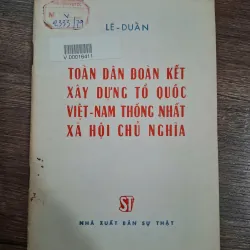 LÊ-DUẨN
V.00016411
TOÀN DÂN ĐOÀN KẾT
XÂY DỰNG TỔ QUỐC
VIỆT-NAM THỐNG NHẤT
XÃ HỘI CHỦ NGHĨA
ST
NHÀ XUẤT BẢN SỰ THẬT